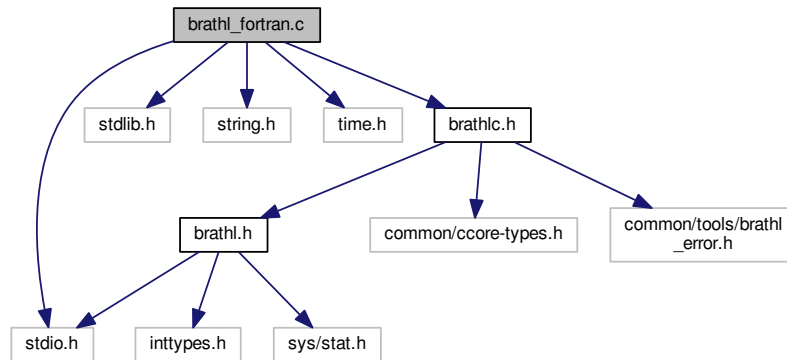 brathl_fortran.c
stdlib.h
string.h
time.h
brathlc.h
brathl.h
common/ccore-types.h
common/tools/brathl
_error.h
stdio.h
inttypes.h
sys/stat.h